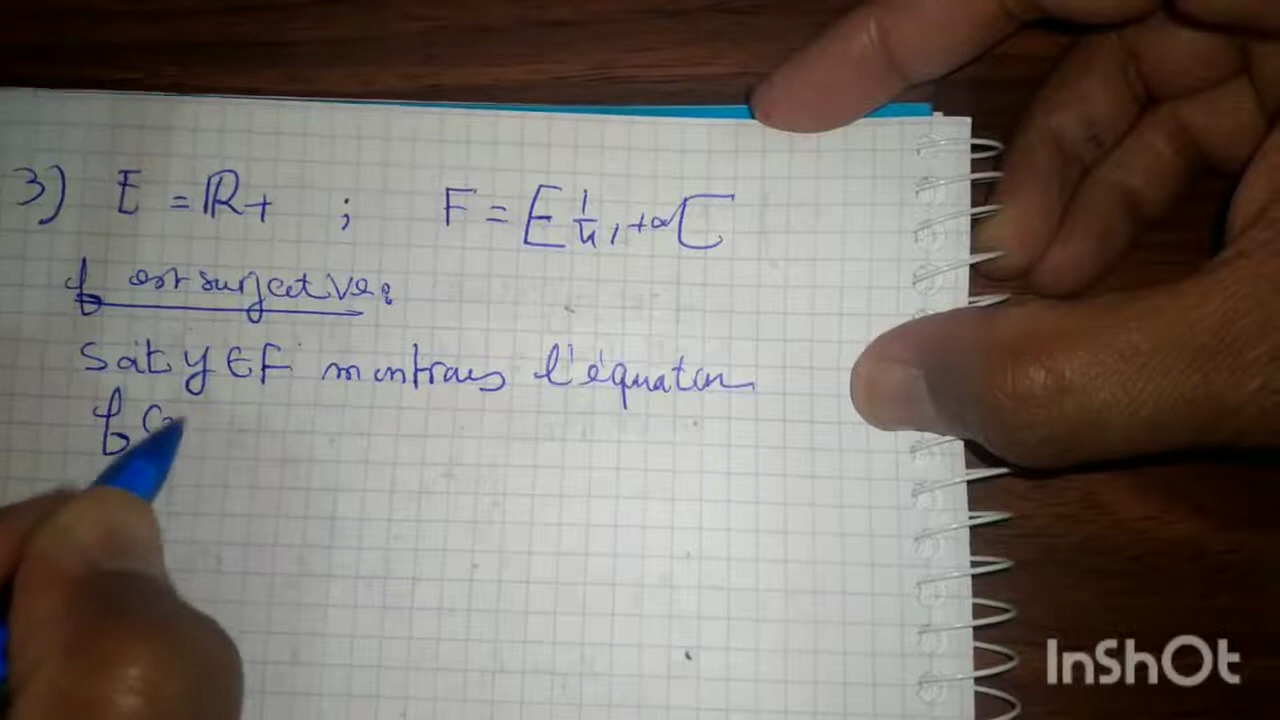 3) E = ℝ+ ; F = [1/4, +∞[
f est surjective:
Soit y ∈ F montrons l'équation
f(
InShOt